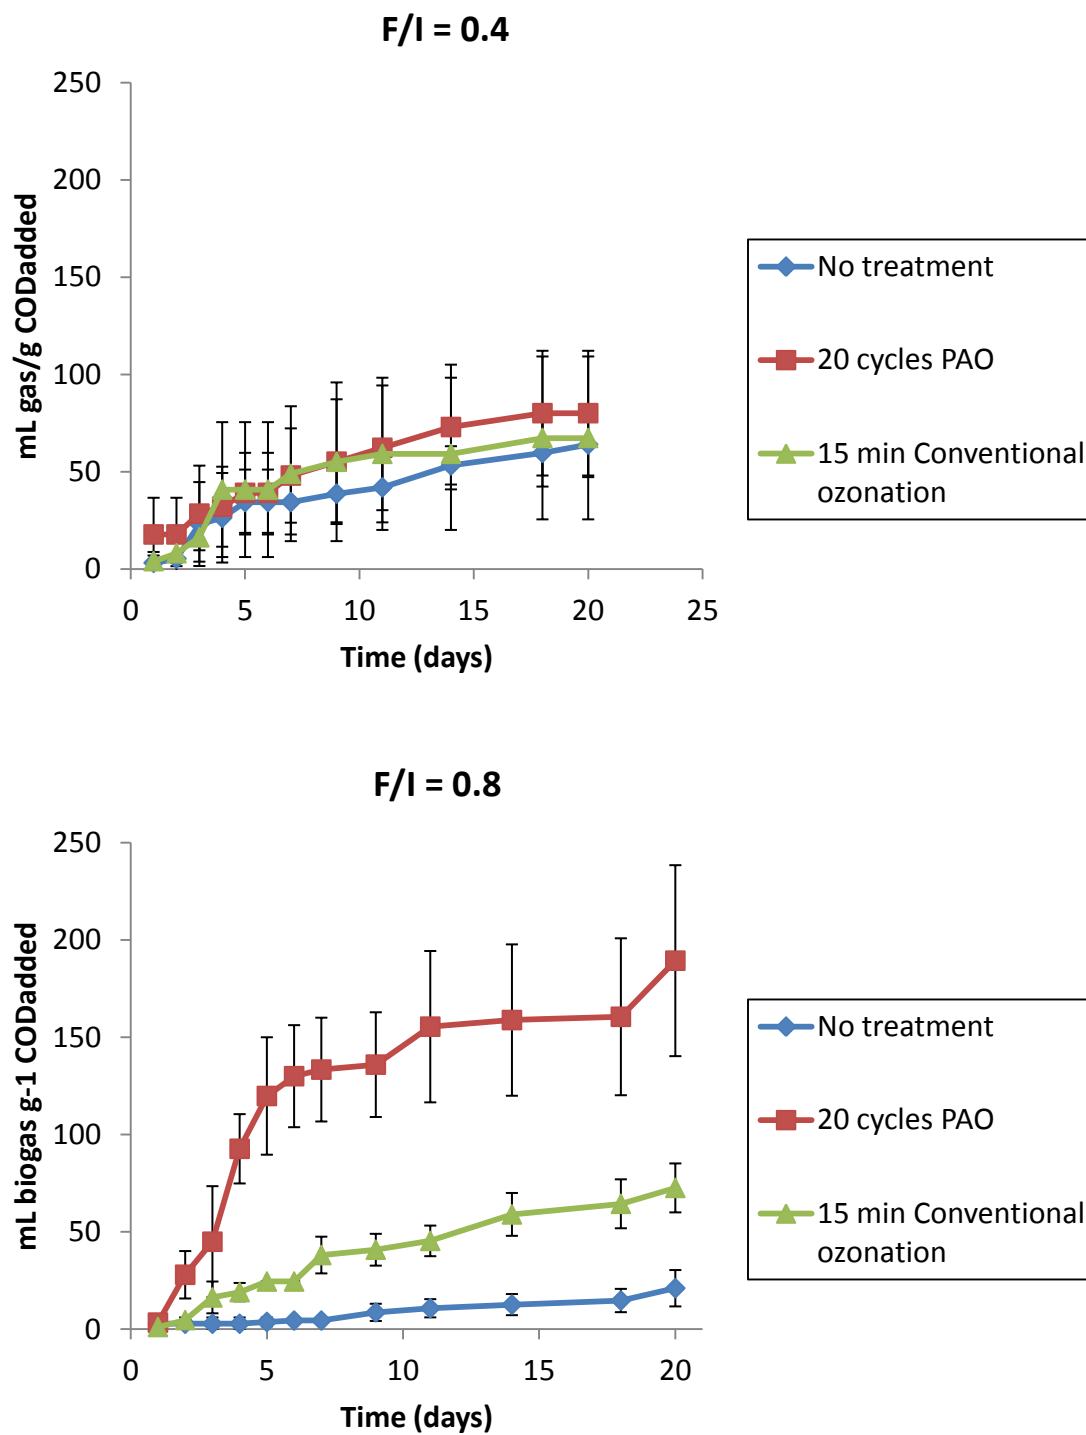 F/I = 0.4
250
200
150
100
50
0
mL gas/g CODadded
0 5 10 15 20 25
Time (days)
No treatment
20 cycles PAO
15 min Conventional
ozonation
F/I = 0.8
250
200
150
100
50
0
mL biogas g-1 CODadded
0 5 10 15 20
Time (days)
No treatment
20 cycles PAO
15 min Conventional
ozonation